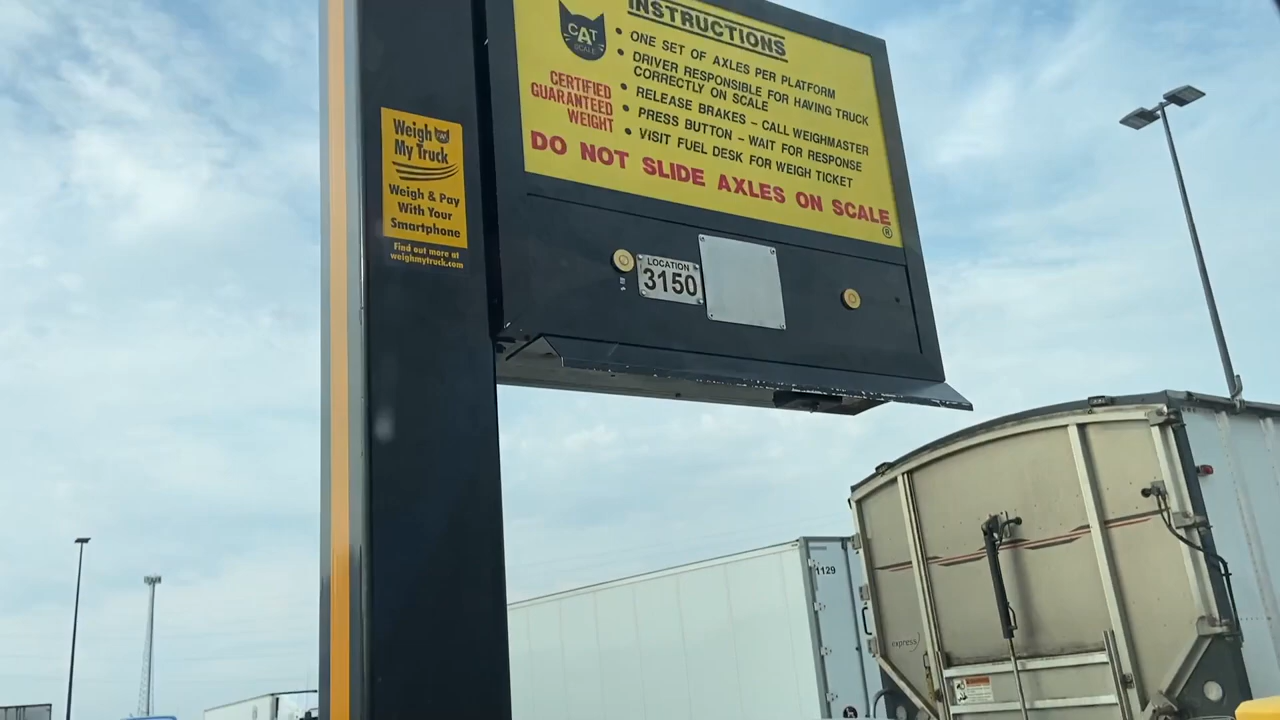 INSTRUCTIONS
CAT
SCALE
• ONE SET OF AXLES PER PLATFORM
• DRIVER RESPONSIBLE FOR HAVING TRUCK
CORRECTLY ON SCALE
• RELEASE BRAKES – CALL WEIGHMASTER
• PRESS BUTTON – WAIT FOR RESPONSE
• VISIT FUEL DESK FOR WEIGH TICKET
CERTIFIED
GUARANTEED
WEIGHT
DO NOT SLIDE AXLES ON SCALE
®
Weigh
My Truck
Weigh & Pay
With Your
Smartphone
Find out more at
weighmytruck.com
LOCATION
3150
1129
express